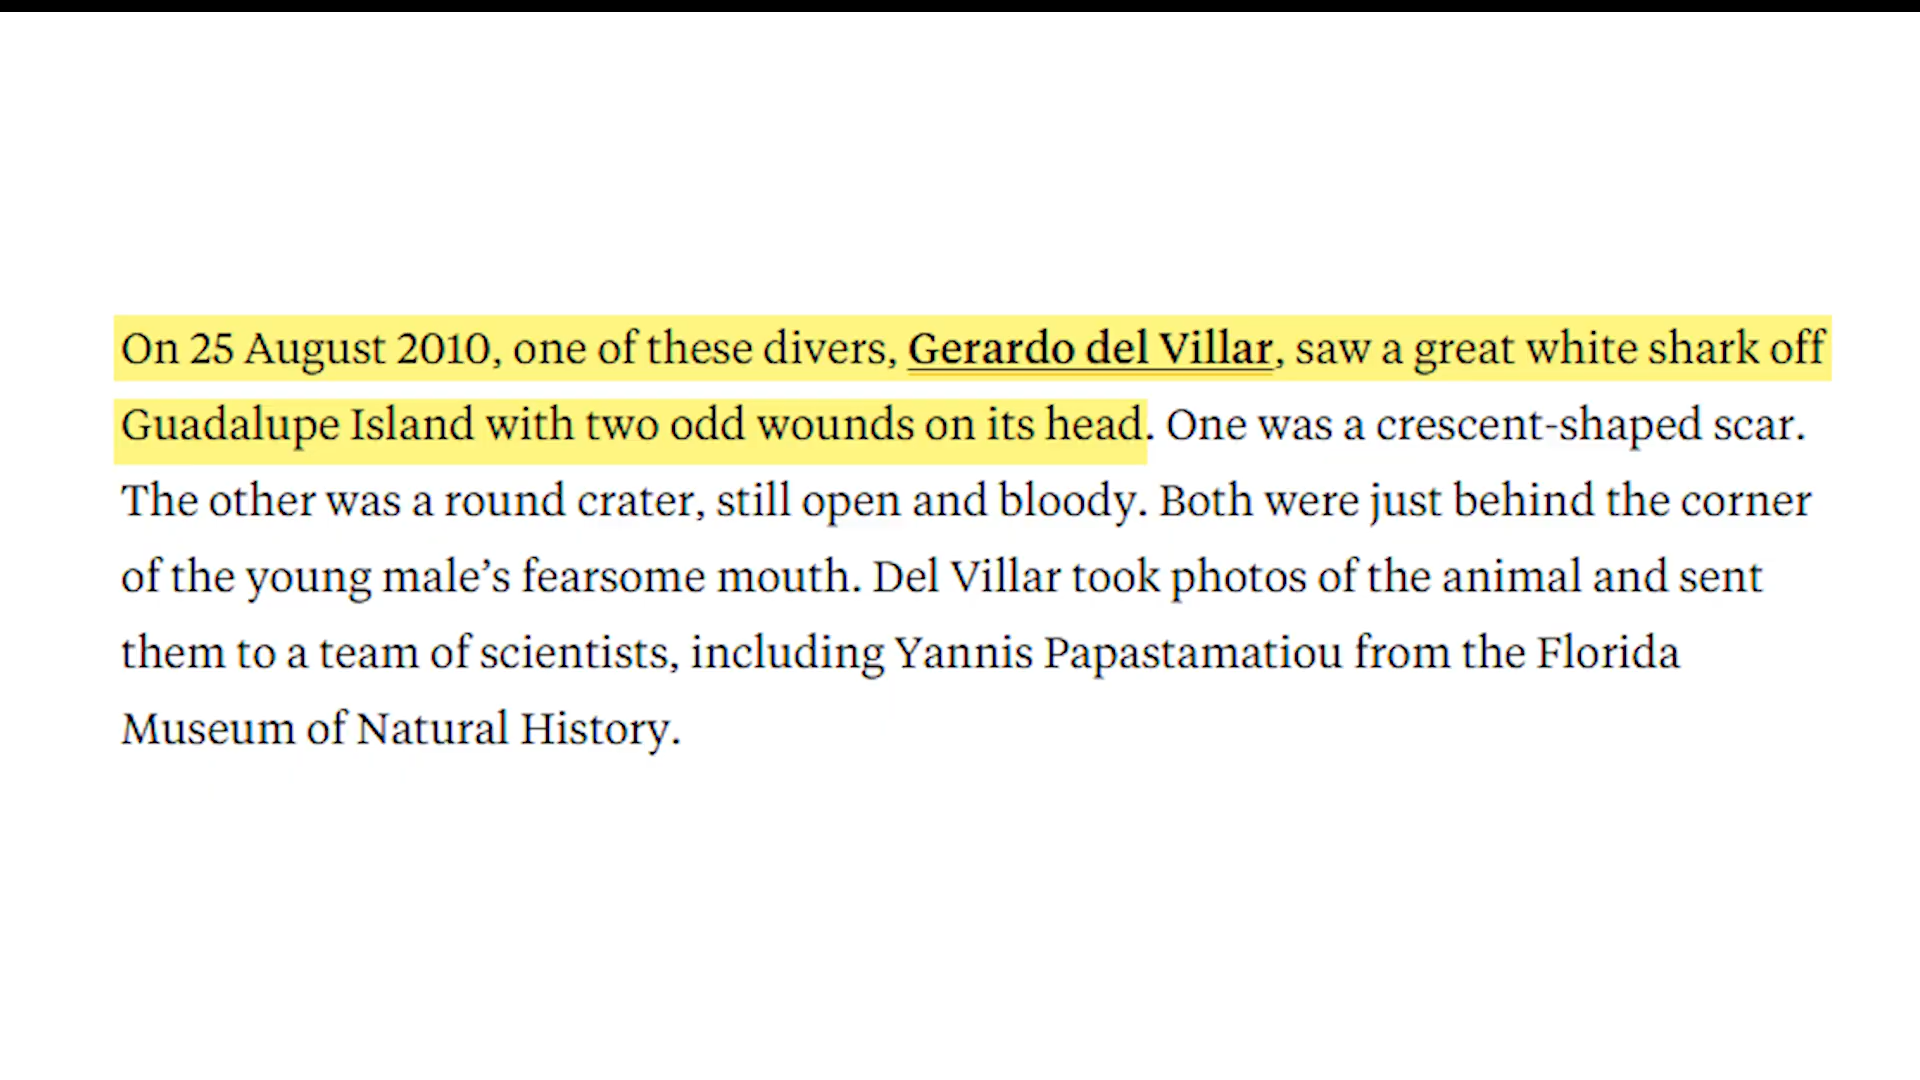 On 25 August 2010, one of these divers, Gerardo del Villar, saw a great white shark off
Guadalupe Island with two odd wounds on its head. One was a crescent-shaped scar.
The other was a round crater, still open and bloody. Both were just behind the corner
of the young male’s fearsome mouth. Del Villar took photos of the animal and sent
them to a team of scientists, including Yannis Papastamatiou from the Florida
Museum of Natural History.